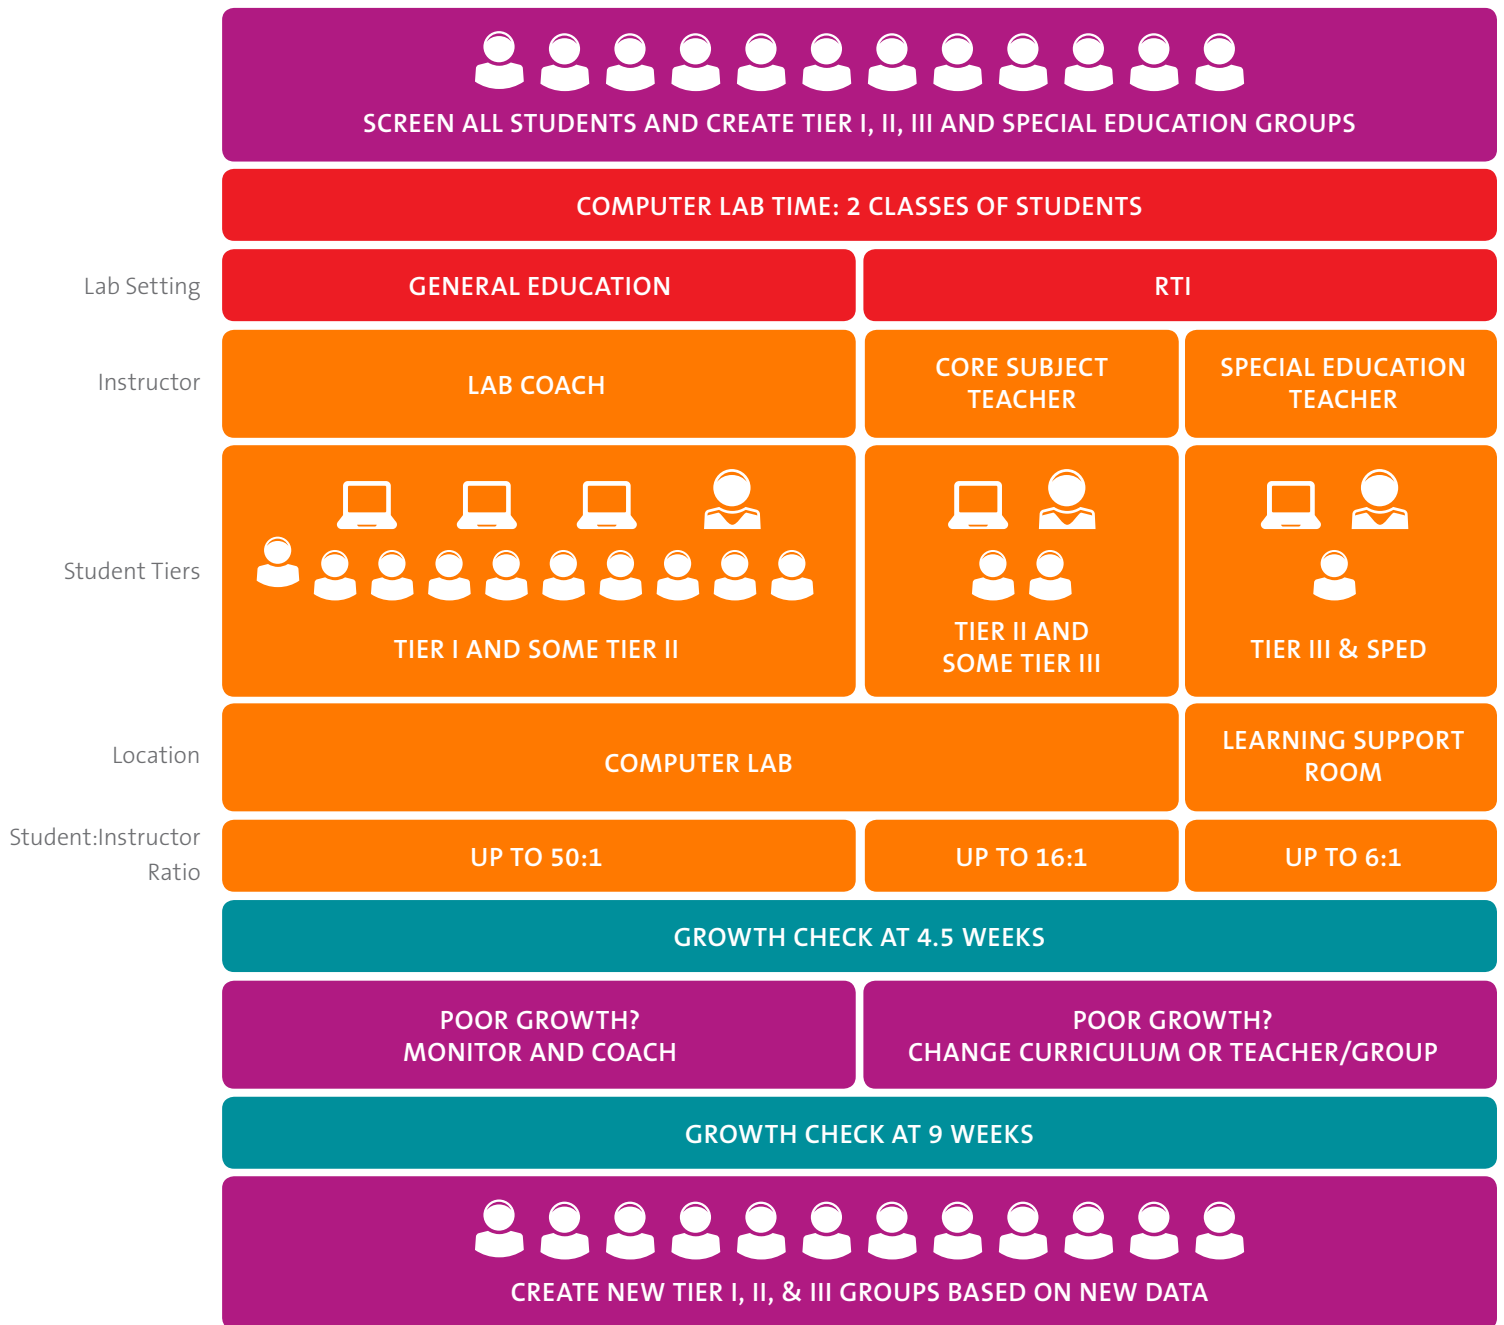 SCREEN ALL STUDENTS AND CREATE TIER I, II, III AND SPECIAL EDUCATION GROUPS
COMPUTER LAB TIME: 2 CLASSES OF STUDENTS
Lab Setting
GENERAL EDUCATION
RTI
Instructor
LAB COACH
CORE SUBJECT
TEACHER
SPECIAL EDUCATION
TEACHER
Student Tiers
TIER I AND SOME TIER II
TIER II AND
SOME TIER III
TIER III & SPED
Location
COMPUTER LAB
LEARNING SUPPORT
ROOM
Student:Instructor
Ratio
UP TO 50:1
UP TO 16:1
UP TO 6:1
GROWTH CHECK AT 4.5 WEEKS
POOR GROWTH?
MONITOR AND COACH
POOR GROWTH?
CHANGE CURRICULUM OR TEACHER/GROUP
GROWTH CHECK AT 9 WEEKS
CREATE NEW TIER I, II, & III GROUPS BASED ON NEW DATA